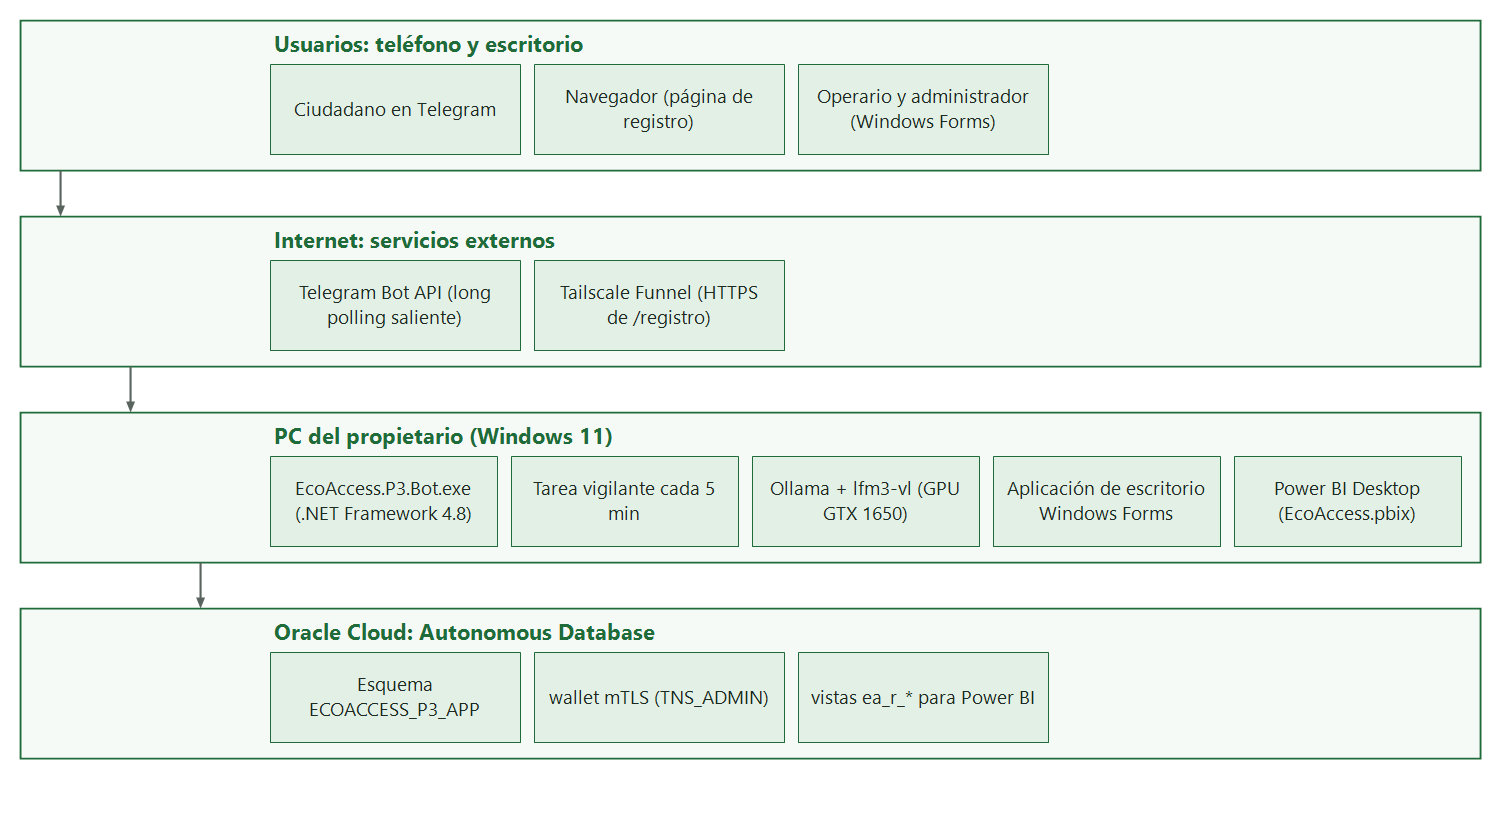 Usuarios: teléfono y escritorio
Ciudadano en Telegram
Navegador (página de
registro)
Operario y administrador
(Windows Forms)
Internet: servicios externos
Telegram Bot API (long
polling saliente)
Tailscale Funnel (HTTPS
de /registro)
PC del propietario (Windows 11)
EcoAccess.P3.Bot.exe
(.NET Framework 4.8)
Tarea vigilante cada 5
min
Ollama + lfm3-vl (GPU
GTX 1650)
Aplicación de escritorio
Windows Forms
Power BI Desktop
(EcoAccess.pbix)
Oracle Cloud: Autonomous Database
Esquema
ECOACCESS_P3_APP
wallet mTLS (TNS_ADMIN)
vistas ea_r_* para Power BI